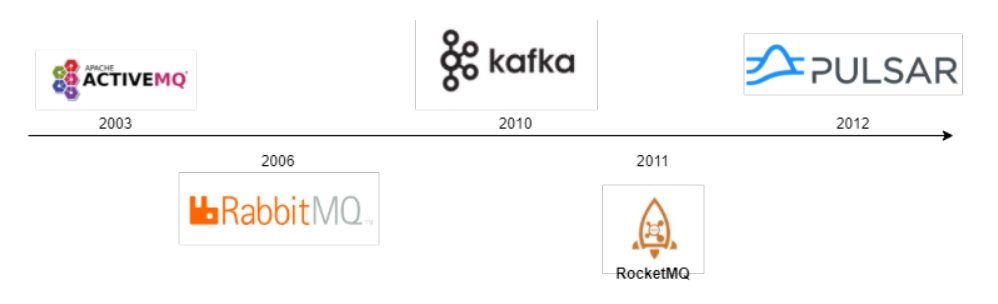 APACHE
ACTIVEMQ
kafka
PULSAR
2003
2010
2012
2006
2011
RabbitMQ
RocketMQ